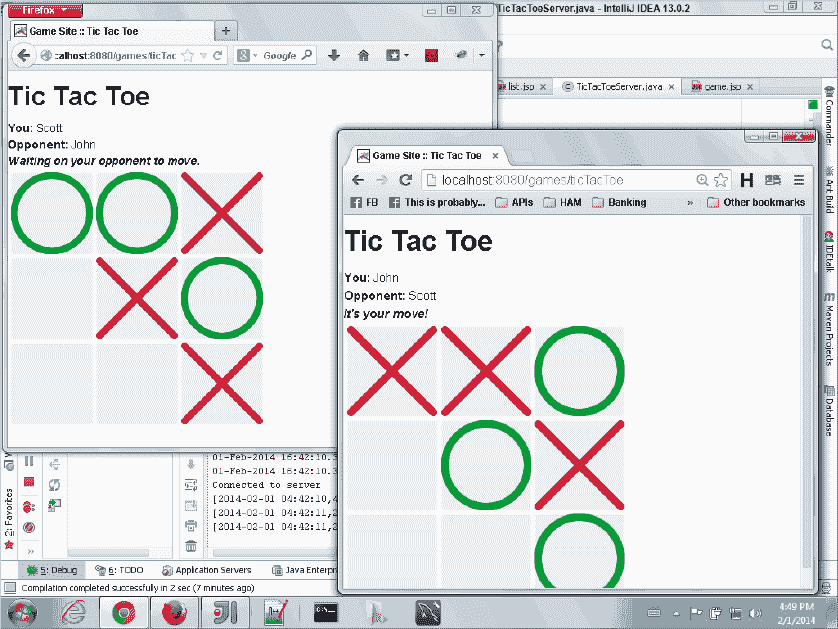 Firefox
TicTacToeServer.java - IntelliJ IDEA 13.0.2
Game Site :: Tic Tac Toe
calhost:8080/games/ticTac
Google
list.jsp
TicTacToeServer.java
game.jsp
Tic Tac Toe
You: Scott
Opponent: John
Waiting on your opponent to move.
Game Site :: Tic Tac Toe
localhost:8080/games/ticTacToe
FB
This is probably...
APIs
HAM
Banking
»
Other bookmarks
Tic Tac Toe
You: John
Opponent: Scott
It's your move!
Commander
Ant Build
IDEtalk
Maven Projects
Database
2: Favorites
01-Feb-2014 16:42:10.3
01-Feb-2014 16:42:10.
Connected to server
[2014-02-01 04:42:10,4
[2014-02-01 04:42:11,2
[2014-02-01 04:42:11,2
5: Debug
6: TODO
Application Servers
Java Enterpr
Compilation completed successfully in 2 sec (7 minutes ago)
4:49 PM
2/1/2014